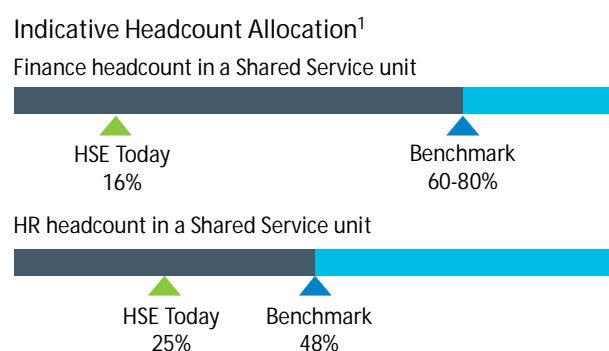 Indicative Headcount Allocation¹
Finance headcount in a Shared Service unit
HSE Today
16%
Benchmark
60-80%
HR headcount in a Shared Service unit
HSE Today
25%
Benchmark
48%